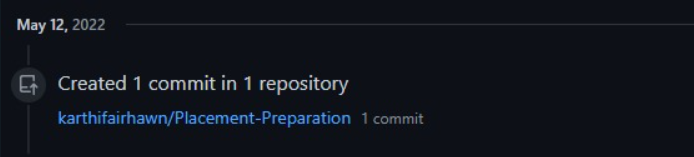 May 12, 2022
Created 1 commit in 1 repository
karthifairhawn/Placement-Preparation 1 commit